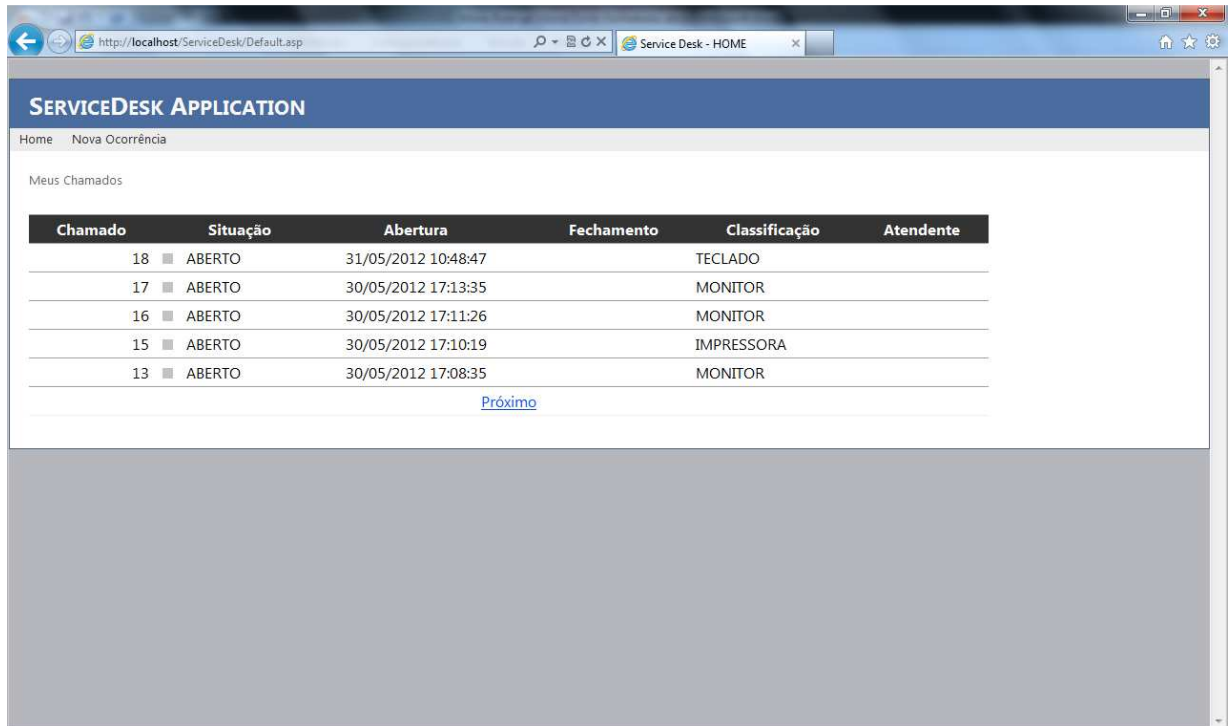 http://localhost/ServiceDesk/Default.asp
Service Desk - HOME
SERVICEDESK APPLICATION
Home Nova Ocorrência
Meus Chamados
Chamado Situação Abertura Fechamento Classificação Atendente
18 ABERTO 31/05/2012 10:48:47 TECLADO
17 ABERTO 30/05/2012 17:13:35 MONITOR
16 ABERTO 30/05/2012 17:11:26 MONITOR
15 ABERTO 30/05/2012 17:10:19 IMPRESSORA
13 ABERTO 30/05/2012 17:08:35 MONITOR
Próximo